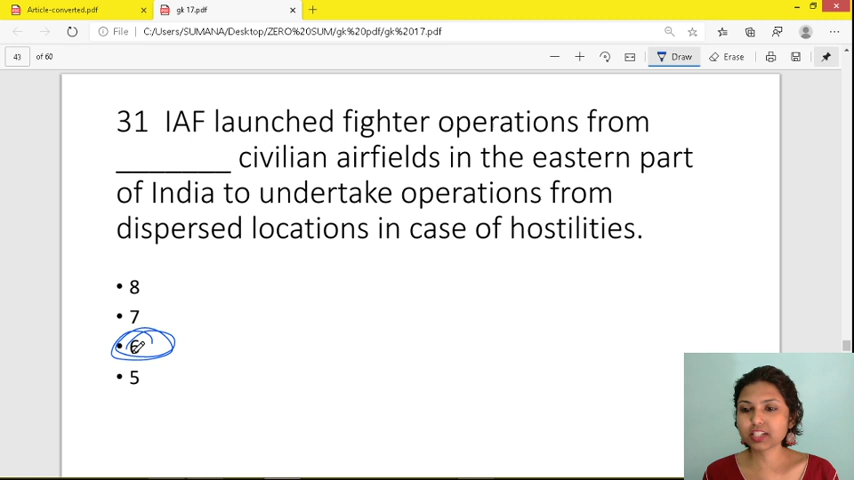 Article-converted.pdf
gk 17.pdf
File
C:/Users/SUMANA/Desktop/ZERO%20SUM/gk%20pdf/gk%2017.pdf
43 of 60
Draw
Erase
31 IAF launched fighter operations from
________ civilian airfields in the eastern part
of India to undertake operations from
dispersed locations in case of hostilities.
• 8
• 7
• 6
• 5